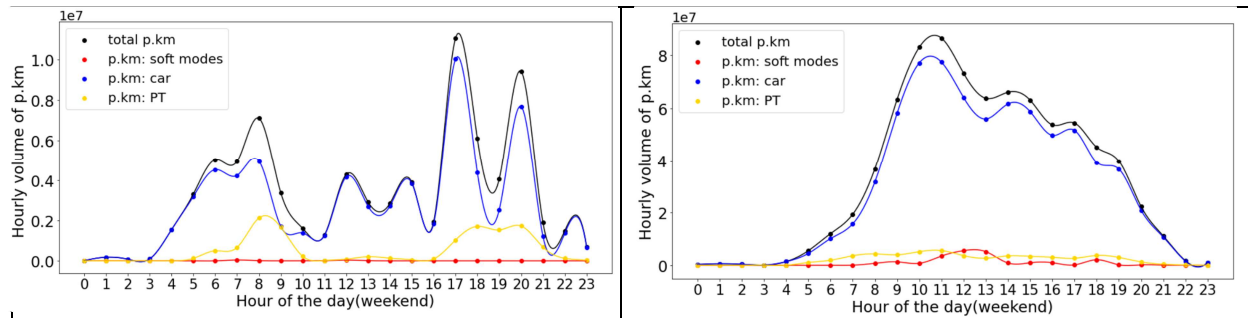 1e7
total p.km
p.km: soft modes
p.km: car
p.km: PT
Hourly volume of p.km
1.0
0.8
0.6
0.4
0.2
0.0
0 1 2 3 4 5 6 7 8 9 10 11 12 13 14 15 16 17 18 19 20 21 22 23
Hour of the day(weekend)
1e7
total p.km
p.km: soft modes
p.km: car
p.km: PT
Hourly volume of p.km
8
6
4
2
0
0 1 2 3 4 5 6 7 8 9 10 11 12 13 14 15 16 17 18 19 20 21 22 23
Hour of the day(weekend)